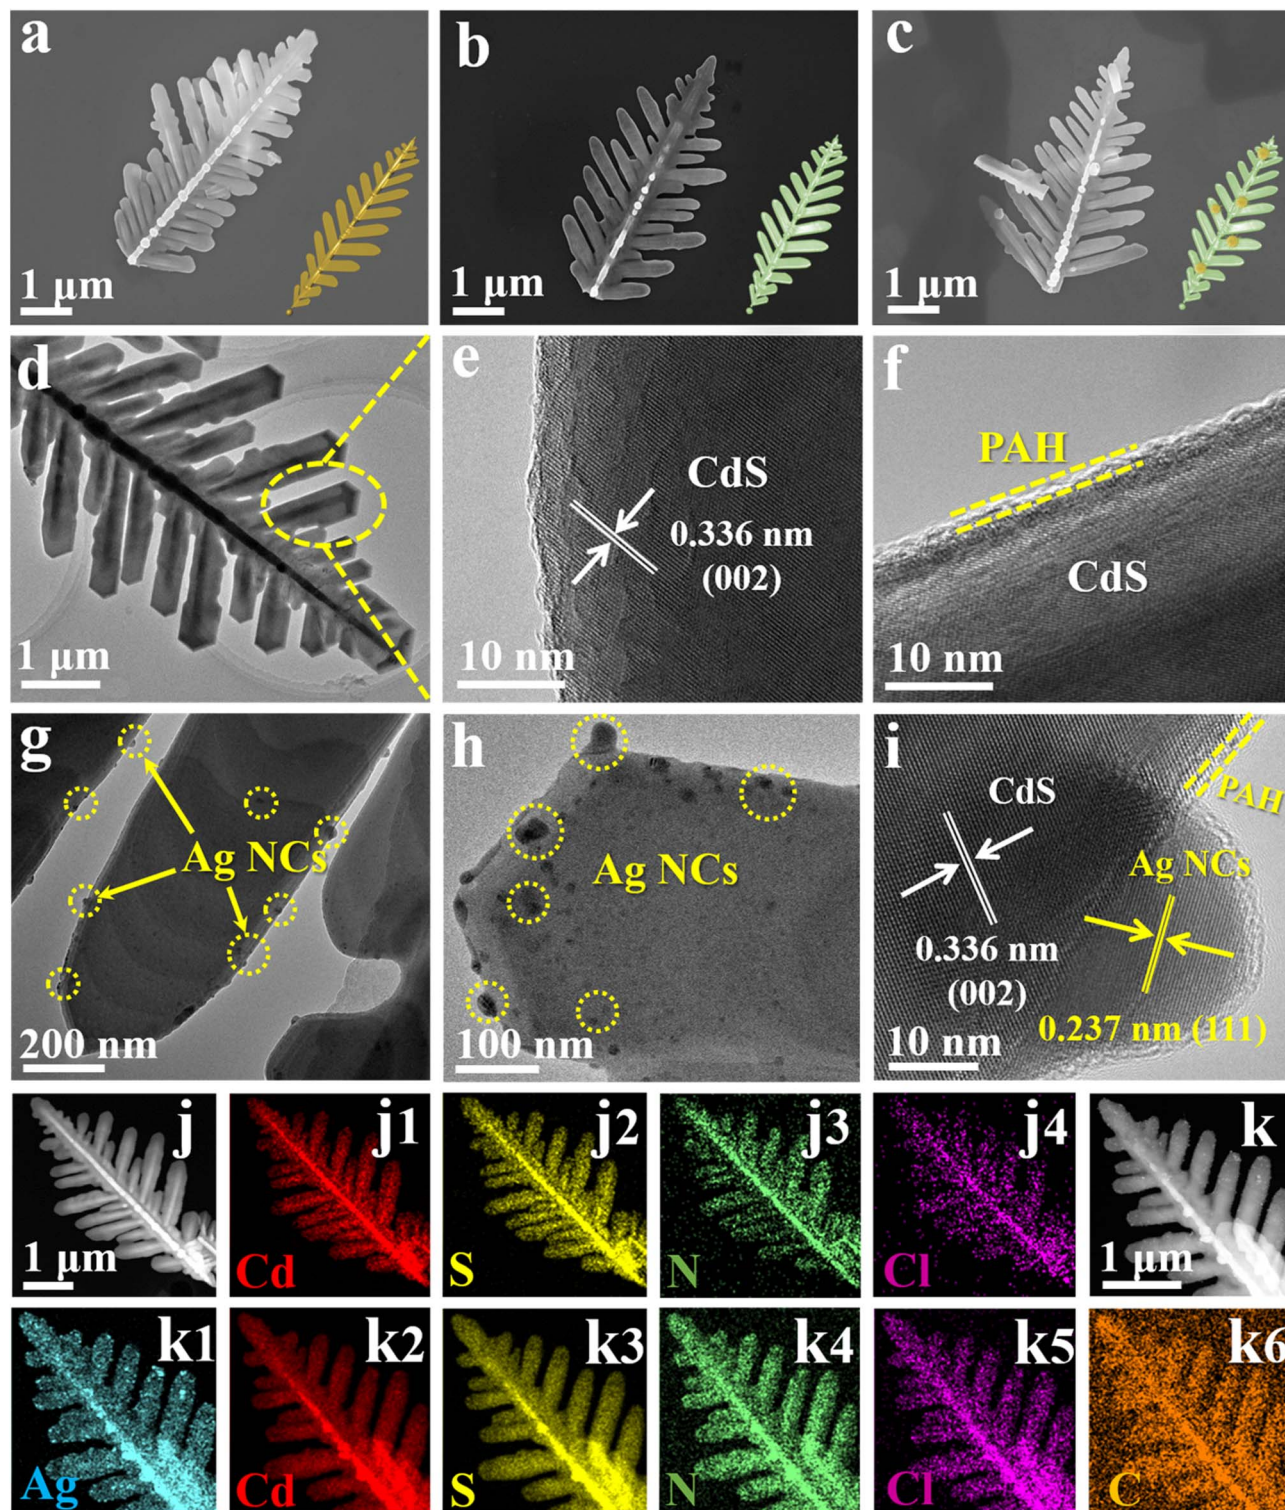 a
1 μm
b
1 μm
c
1 μm
d
1 μm
e
CdS
0.336 nm
(002)
10 nm
f
PAH
CdS
10 nm
g
Ag NCs
200 nm
h
Ag NCs
100 nm
i
CdS
PAH
Ag NCs
0.336 nm
(002)
0.237 nm (111)
10 nm
j
1 μm
j1
Cd
j2
S
j3
N
j4
Cl
k
1 μm
k1
Ag
k2
Cd
k3
S
k4
N
k5
Cl
k6
C